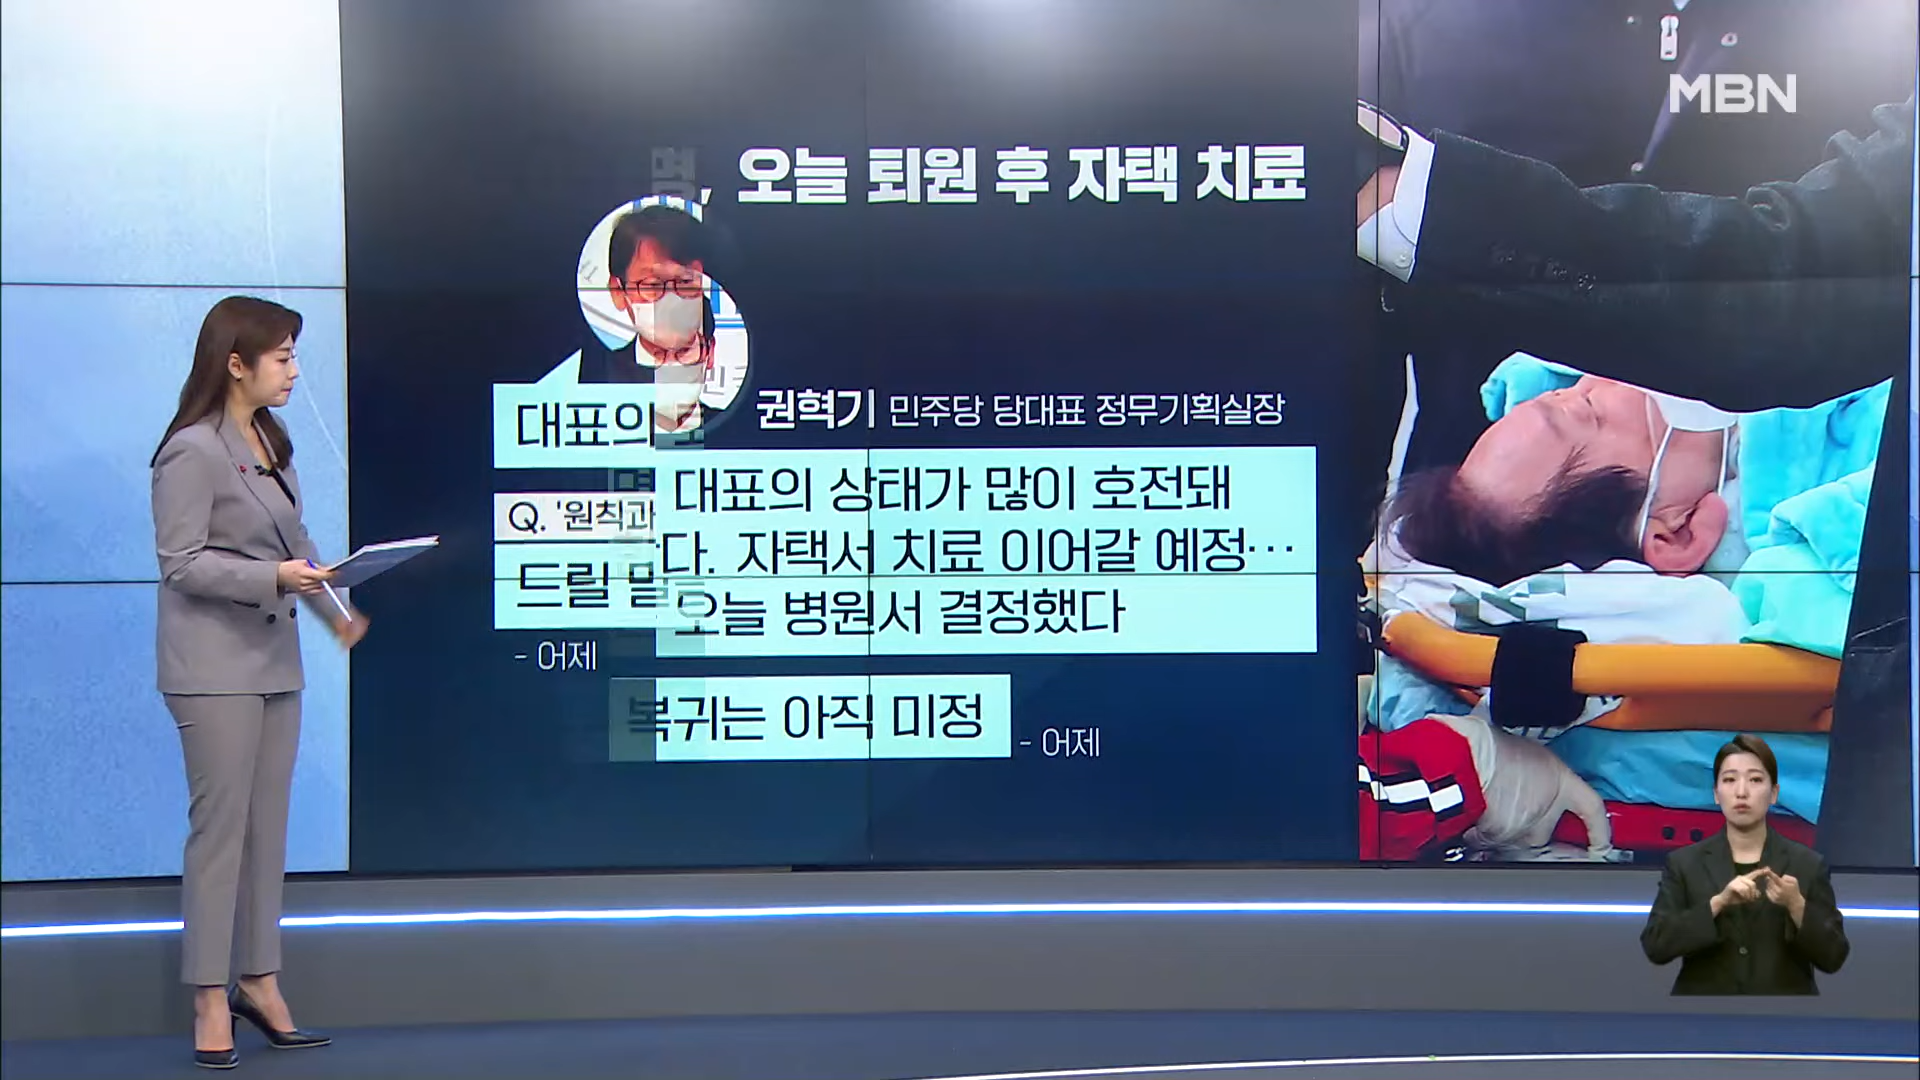 MBN
, 오늘 퇴원 후 자택 치료
권혁기 민주당 당대표 정무기획실장
대표의
대표의 상태가 많이 호전돼
Q. '원칙과
다. 자택서 치료 이어갈 예정…
드릴 말
오늘 병원서 결정했다
- 어제
복귀는 아직 미정
- 어제